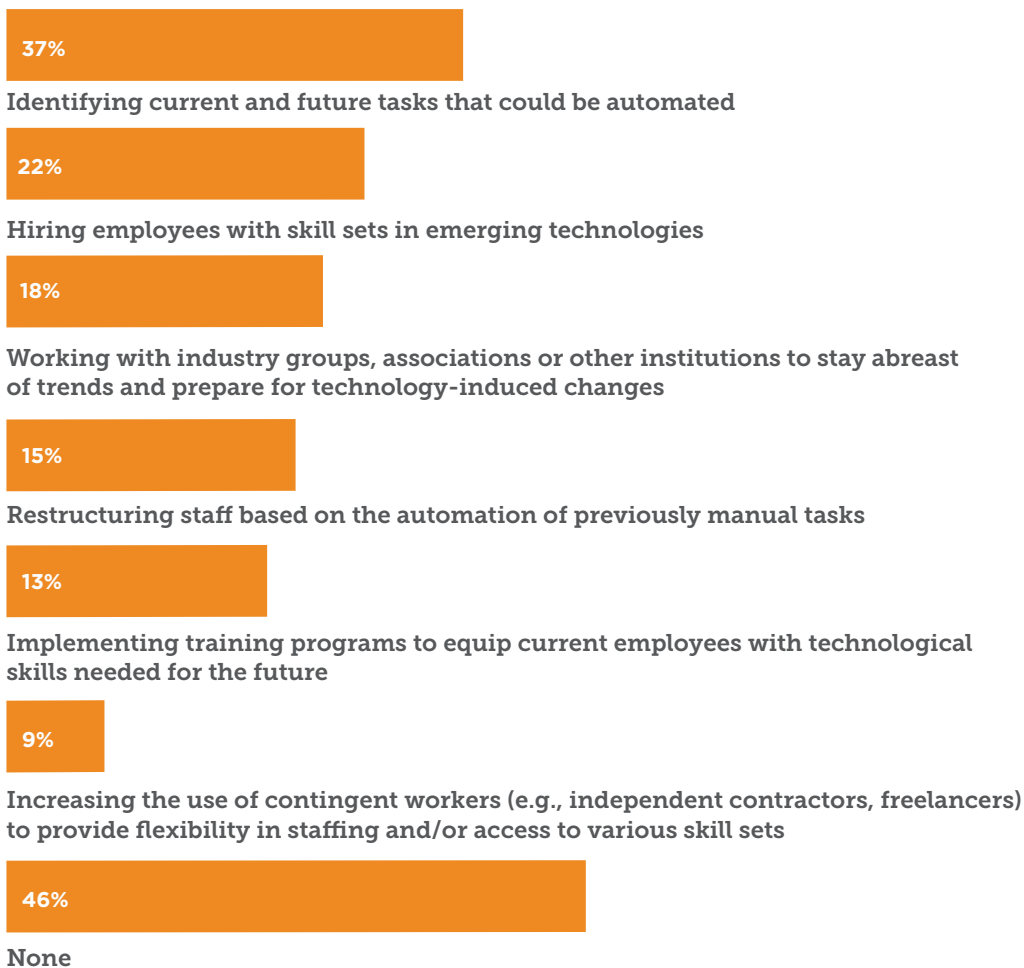 37%
Identifying current and future tasks that could be automated
22%
Hiring employees with skill sets in emerging technologies
18%
Working with industry groups, associations or other institutions to stay abreast
of trends and prepare for technology-induced changes
15%
Restructuring staff based on the automation of previously manual tasks
13%
Implementing training programs to equip current employees with technological
skills needed for the future
9%
Increasing the use of contingent workers (e.g., independent contractors, freelancers)
to provide flexibility in staffing and/or access to various skill sets
46%
None